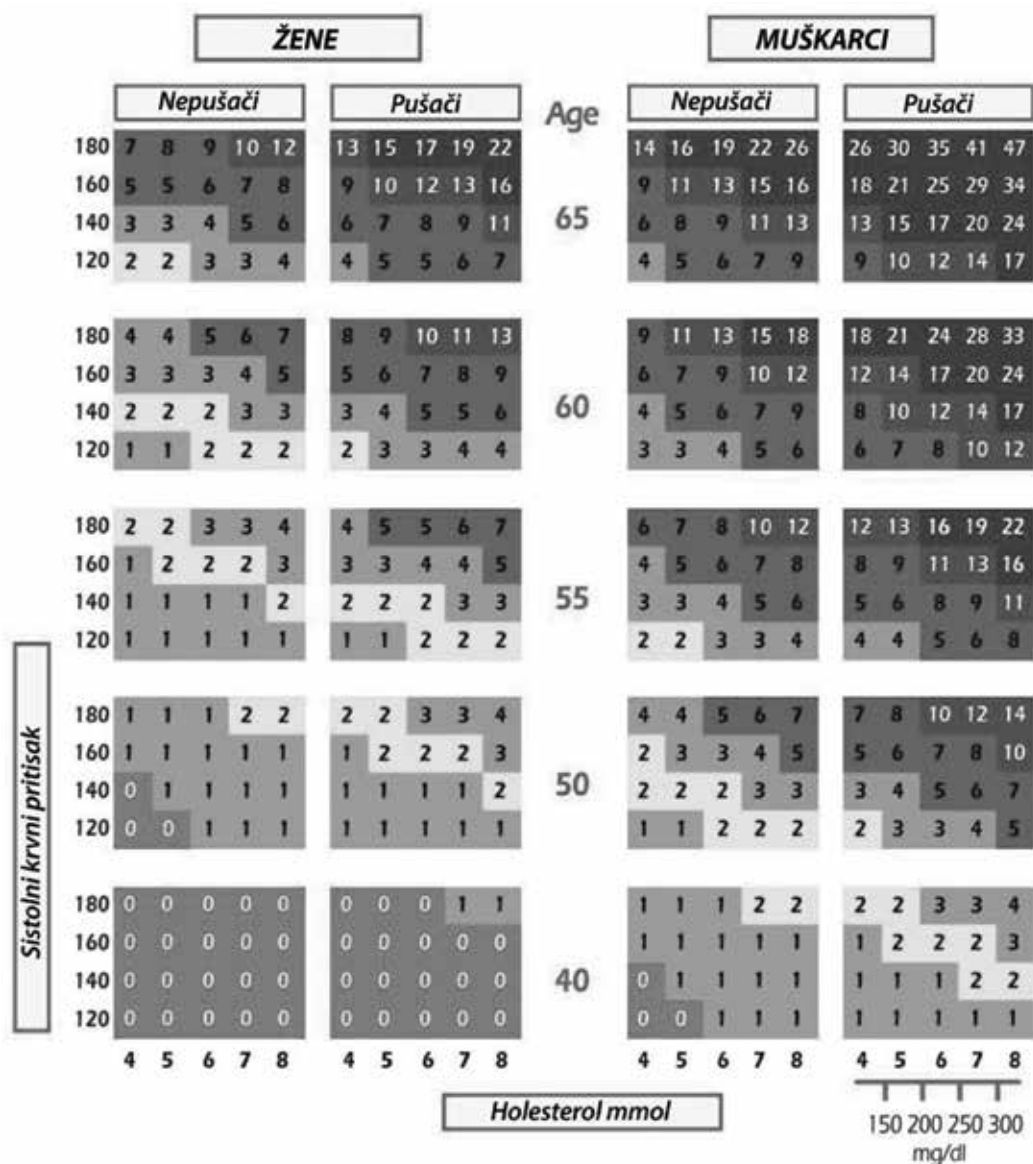 ŽENE MUŠKARCI
Nepušači Pušači Age Nepušači Pušači
180 7 8 9 10 12 13 15 17 19 22 14 16 19 22 26 26 30 35 41 47
160 5 5 6 7 8 9 10 12 13 16 9 11 13 15 16 18 21 25 29 34
65
140 3 3 4 5 6 6 7 8 9 11 6 8 9 11 13 13 15 17 20 24
120 2 2 3 3 4 4 5 5 6 7 4 5 6 7 9 9 10 12 14 17
180 4 4 5 6 7 8 9 10 11 13 9 11 13 15 18 18 21 24 28 33
160 3 3 3 4 5 5 6 7 8 9 6 7 9 10 12 12 14 17 20 24
60
140 2 2 2 3 3 3 4 5 5 6 4 5 6 7 9 8 10 12 14 17
120 1 1 2 2 2 2 3 3 4 4 3 3 4 5 6 6 7 8 10 12
180 2 2 3 3 4 4 5 5 6 7 6 7 8 10 12 12 13 16 19 22
160 1 2 2 2 3 3 3 4 4 5 4 5 6 7 8 8 9 11 13 16
55
140 1 1 1 1 2 2 2 2 3 3 3 3 4 5 6 5 6 8 9 11
120 1 1 1 1 1 1 1 2 2 2 2 2 3 3 4 4 4 5 6 8
180 1 1 1 2 2 2 2 3 3 4 4 4 5 6 7 7 8 10 12 14
160 1 1 1 1 1 1 2 2 2 3 2 3 3 4 5 5 6 7 8 10
50
140 0 1 1 1 1 1 1 1 1 2 2 2 2 3 3 3 4 5 6 7
120 0 0 1 1 1 1 1 1 1 1 1 1 2 2 2 2 3 3 4 5
180 0 0 0 0 0 0 0 0 1 1 1 1 1 2 2 2 2 3 3 4
160 0 0 0 0 0 0 0 0 0 0 1 1 1 1 1 1 2 2 2 3
40
140 0 0 0 0 0 0 0 0 0 0 0 1 1 1 1 1 1 1 2 2
120 0 0 0 0 0 0 0 0 0 0 0 0 1 1 1 1 1 1 1 1
4 5 6 7 8 4 5 6 7 8 4 5 6 7 8 4 5 6 7 8
Sistolni krvni pritisak
Holesterol mmol
150 200 250 300
mg/dl